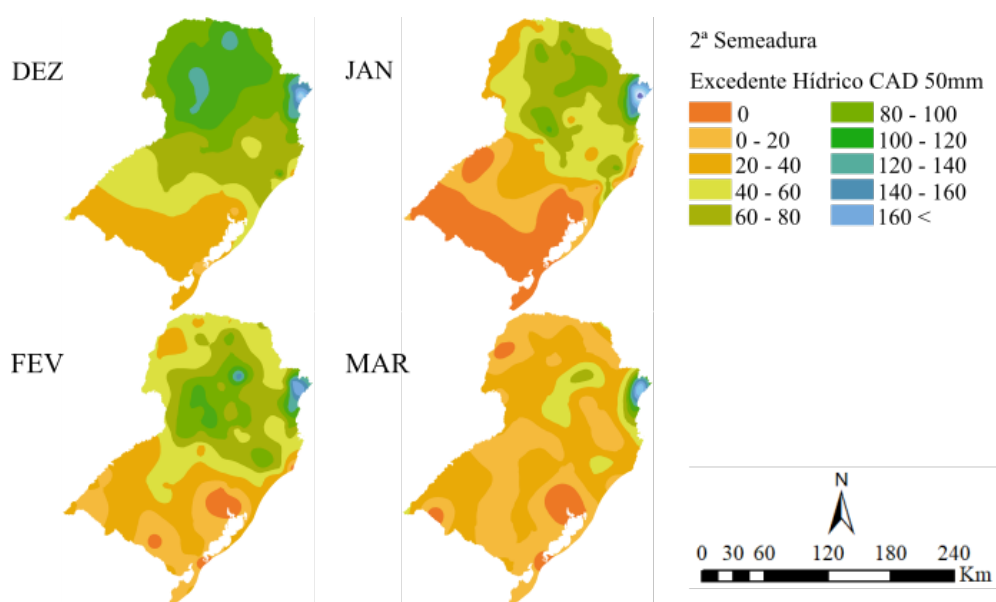 DEZ
JAN
2ª Semeadura
Excedente Hídrico CAD 50mm
0
0 - 20
20 - 40
40 - 60
60 - 80
80 - 100
100 - 120
120 - 140
140 - 160
160 <
FEV
MAR
N
0 30 60 120 180 240
Km